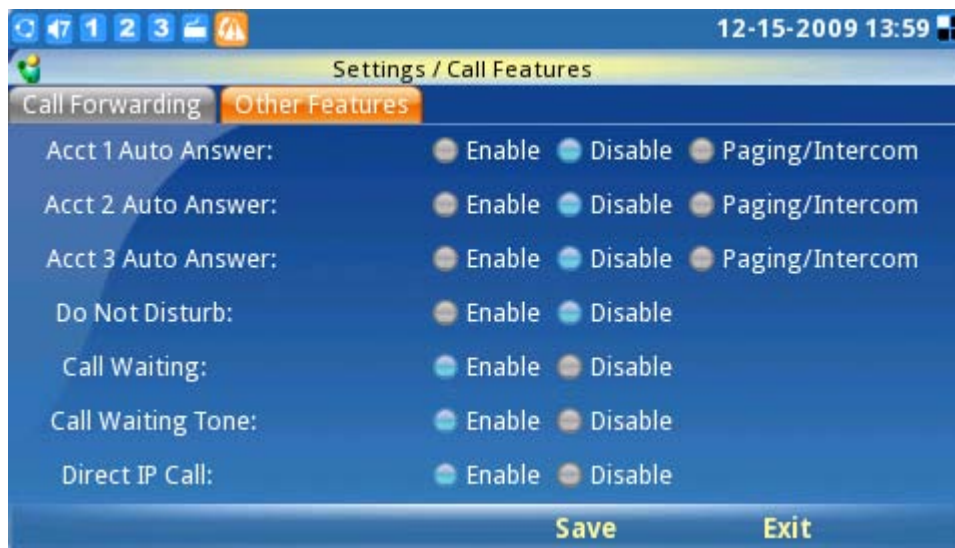 7 1 2 3 12-15-2009 13:59
Settings / Call Features
Call Forwarding Other Features
Acct 1 Auto Answer: Enable Disable Paging/Intercom
Acct 2 Auto Answer: Enable Disable Paging/Intercom
Acct 3 Auto Answer: Enable Disable Paging/Intercom
Do Not Disturb: Enable Disable
Call Waiting: Enable Disable
Call Waiting Tone: Enable Disable
Direct IP Call: Enable Disable
Save Exit